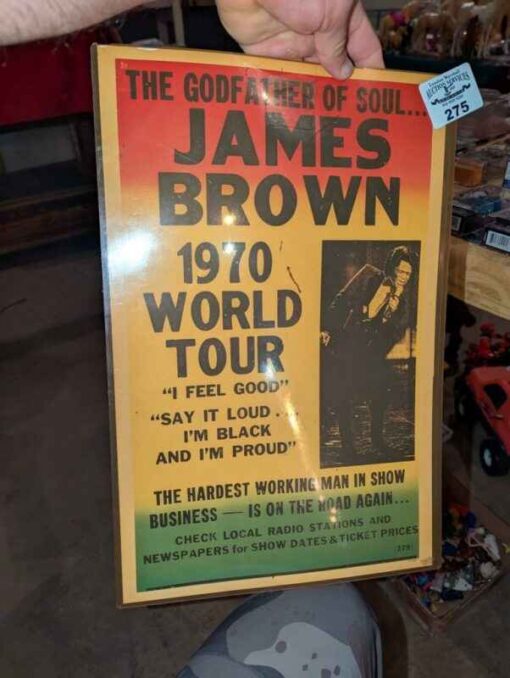 THE GODFATHER OF SOUL...
JAMES
BROWN
1970
WORLD
TOUR
"I FEEL GOOD"
"SAY IT LOUD...
I'M BLACK
AND I'M PROUD"
THE HARDEST WORKING MAN IN SHOW
BUSINESS — IS ON THE ROAD AGAIN...
CHECK LOCAL RADIO STATIONS AND
NEWSPAPERS for SHOW DATES & TICKET PRICES
AUCTION SERVICES
275